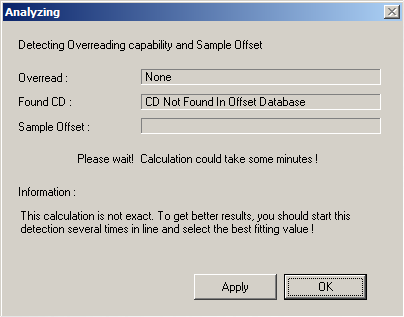 Analyzing
Detecting Overreading capability and Sample Offset
Overread :
None
Found CD :
CD Not Found In Offset Database
Sample Offset :
Please wait!  Calculation could take some minutes !
Information :
This calculation is not exact. To get better results, you should start this
detection several times in line and select the best fitting value !
Apply
OK